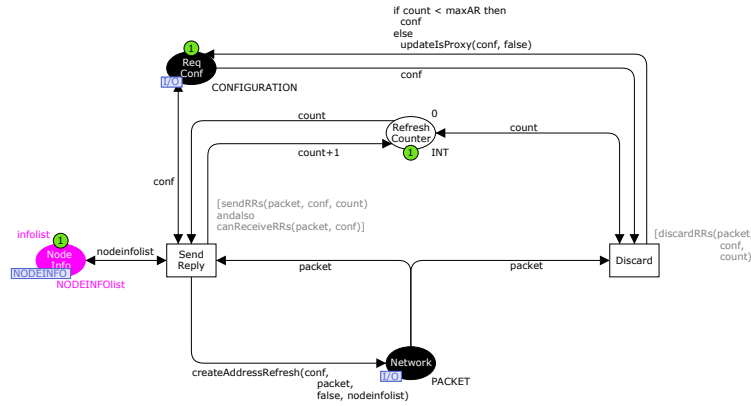 if count < maxAR then
conf
else
updateIsProxy(conf, false)
1
Req
Conf
I/O
CONFIGURATION
conf
count
0
Refresh
Counter
1
INT
count
count+1
conf
[sendRRs(packet, conf, count)
andalso
canReceiveRRs(packet, conf)]
infolist
1
Node
Info
NODEINFO
NODEINFOlist
nodeinfolist
Send
Reply
packet
packet
Discard
[discardRRs(packet
conf,
count)
createAddressRefresh(conf,
packet,
false, nodeinfolist)
Network
I/O
PACKET